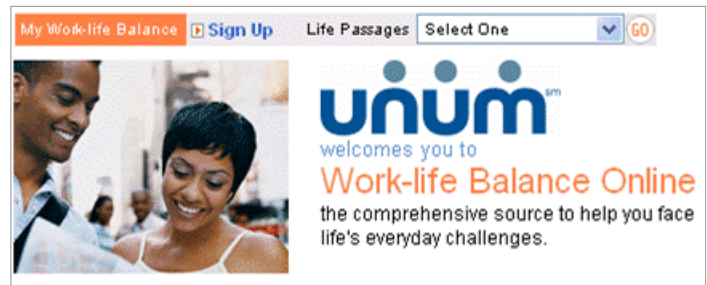 My Work-life Balance Sign Up Life Passages Select One GO
unum sm
welcomes you to
Work-life Balance Online
the comprehensive source to help you face
life's everyday challenges.